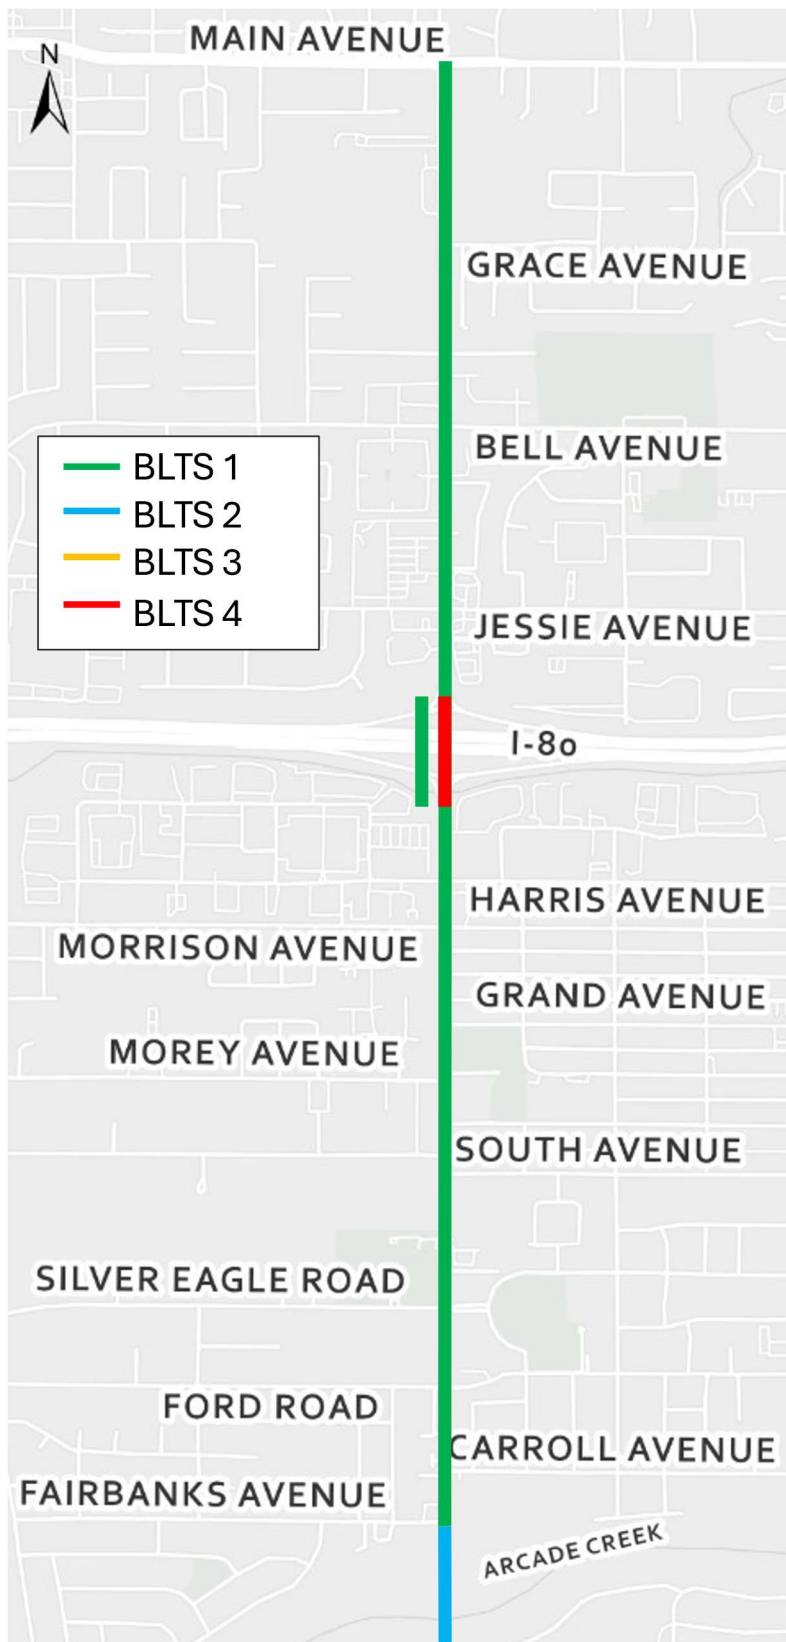 MAIN AVENUE
N
GRACE AVENUE
BELL AVENUE
BLTS 1
BLTS 2
BLTS 3
BLTS 4
JESSIE AVENUE
I-80
HARRIS AVENUE
MORRISON AVENUE
GRAND AVENUE
MOREY AVENUE
SOUTH AVENUE
SILVER EAGLE ROAD
FORD ROAD
CARROLL AVENUE
FAIRBANKS AVENUE
ARCADE CREEK